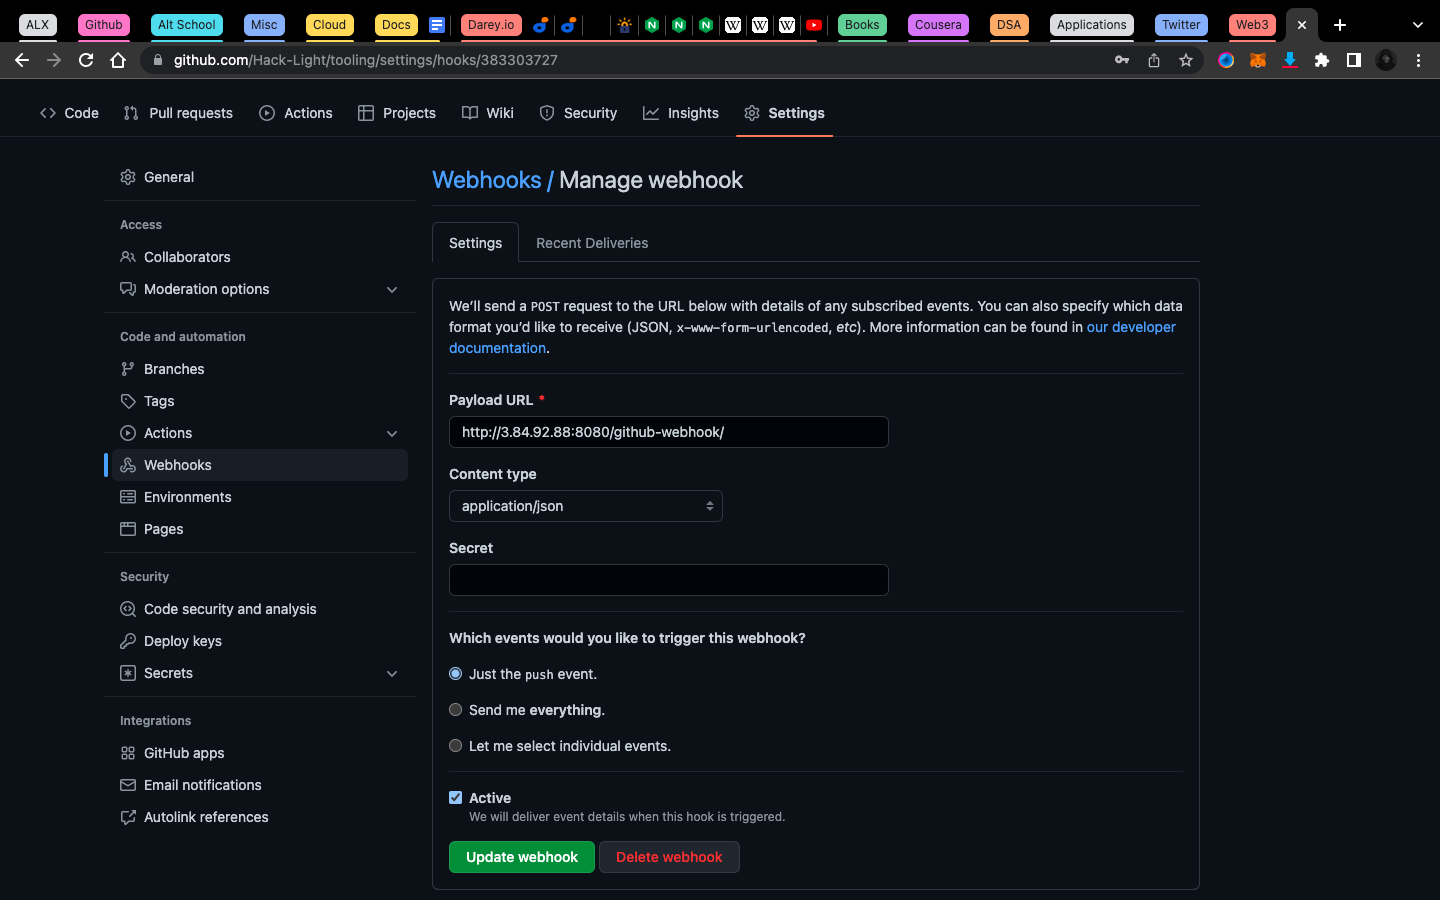 ALX Github Alt School Misc Cloud Docs Darey.io Books Cousera DSA Applications Twitter Web3
github.com/Hack-Light/tooling/settings/hooks/383303727
Code Pull requests Actions Projects Wiki Security Insights Settings
General
Access
Collaborators
Moderation options
Code and automation
Branches
Tags
Actions
Webhooks
Environments
Pages
Security
Code security and analysis
Deploy keys
Secrets
Integrations
GitHub apps
Email notifications
Autolink references
Webhooks / Manage webhook
Settings Recent Deliveries
We’ll send a POST request to the URL below with details of any subscribed events. You can also specify which data
format you’d like to receive (JSON, x-www-form-urlencoded, etc). More information can be found in our developer
documentation.
Payload URL *
http://3.84.92.88:8080/github-webhook/
Content type
application/json
Secret
Which events would you like to trigger this webhook?
Just the push event.
Send me everything.
Let me select individual events.
Active
We will deliver event details when this hook is triggered.
Update webhook Delete webhook